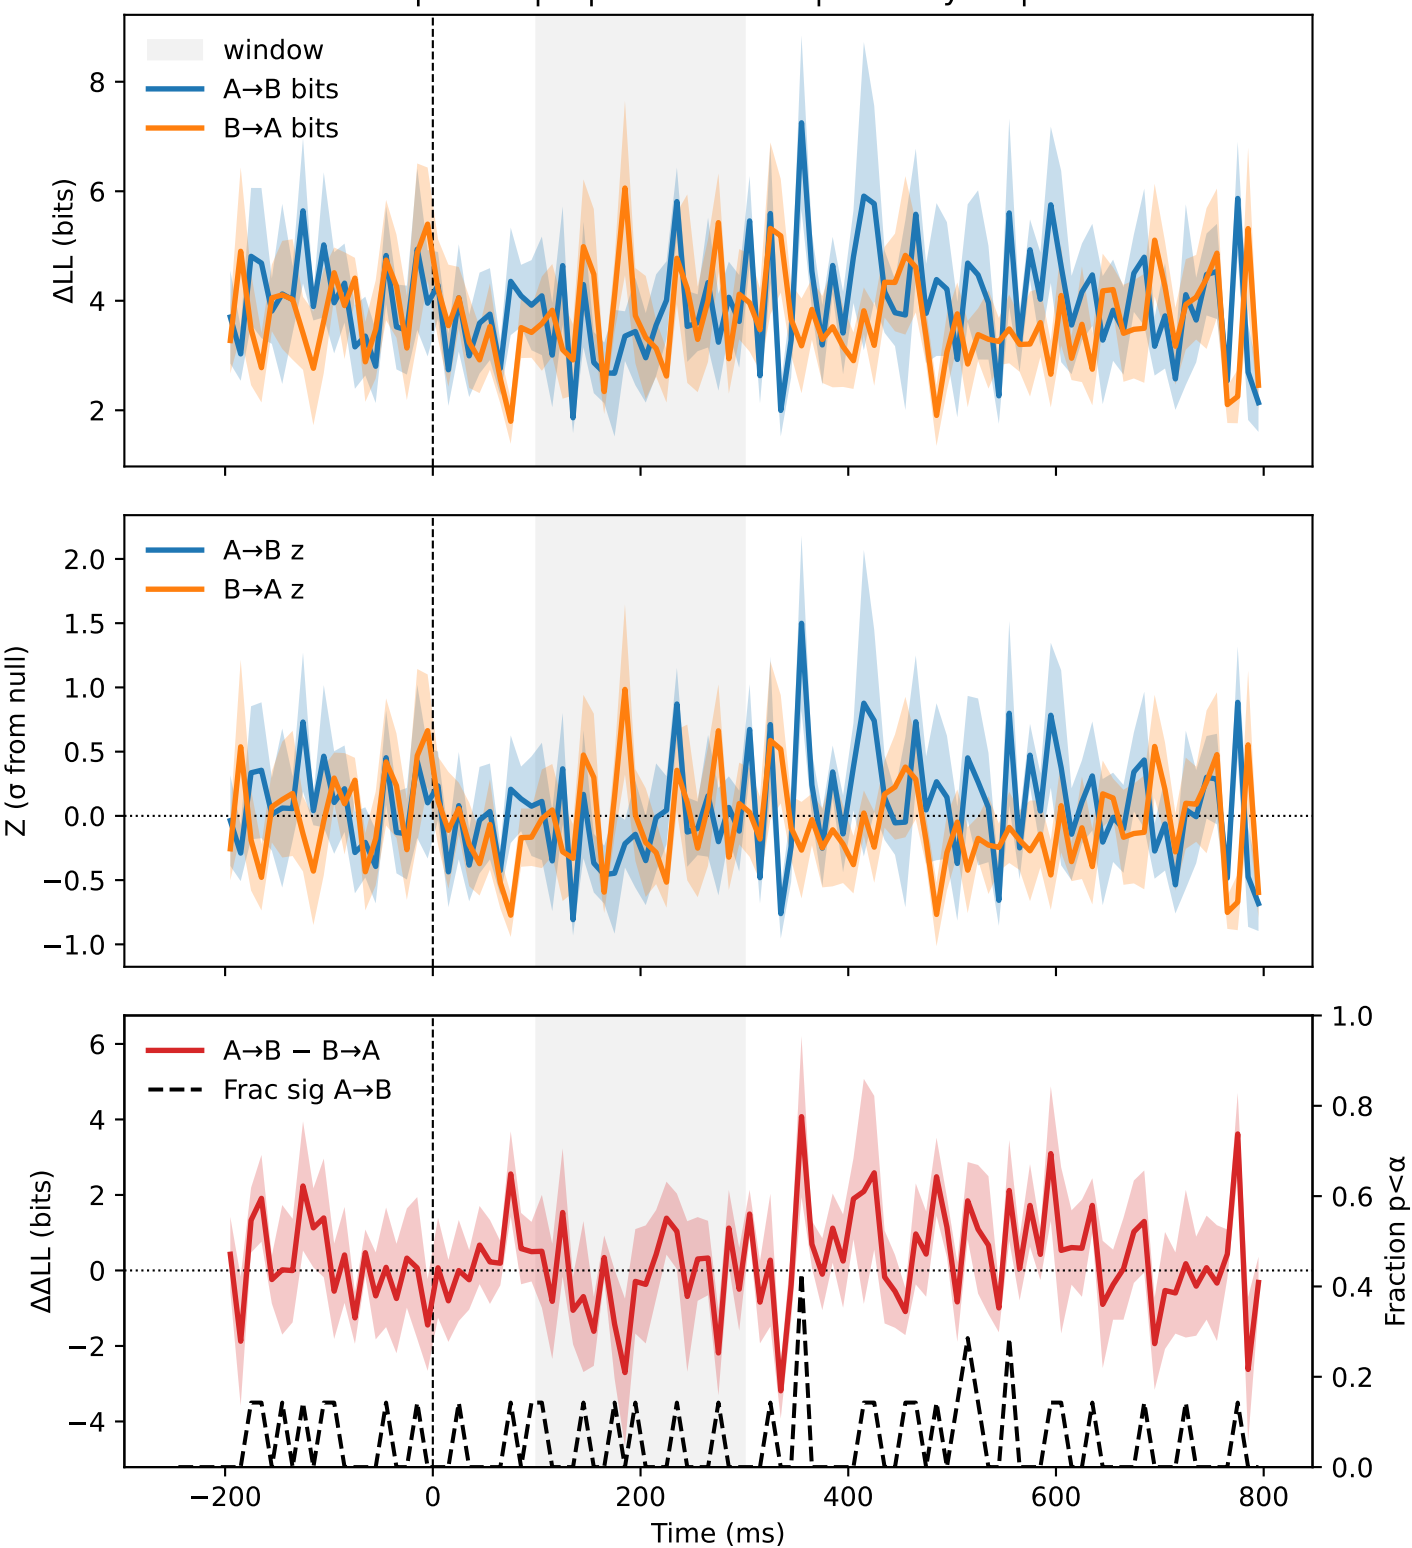 window
A→B bits
B→A bits
8
6
4
2
ΔLL (bits)
A→B z
B→A z
2.0
1.5
1.0
0.5
0.0
−0.5
−1.0
Z (σ from null)
A→B − B→A
Frac sig A→B
6
4
2
0
−2
−4
ΔΔLL (bits)
1.0
0.8
0.6
0.4
0.2
0.0
Fraction p<α
−200
0
200
400
600
800
Time (ms)